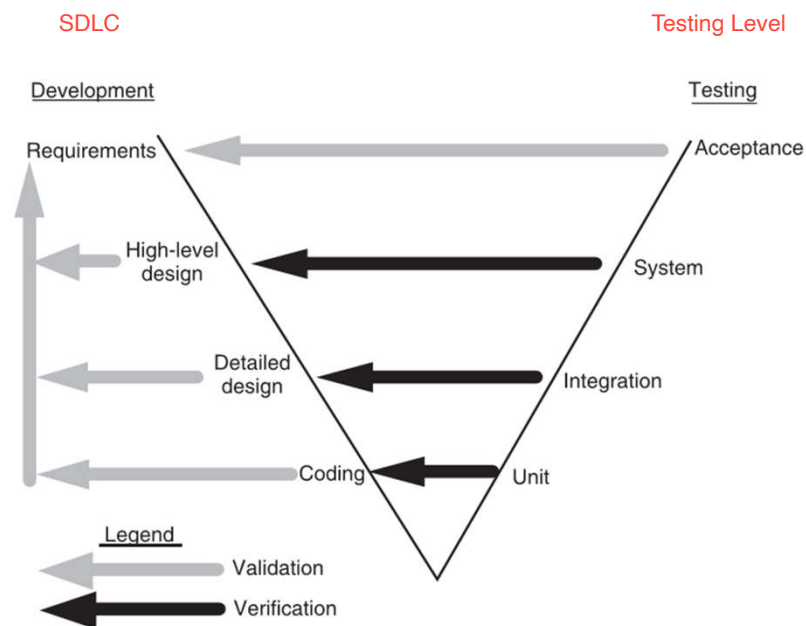 SDLC
Testing Level
Development
Testing
Requirements
Acceptance
High-level
design
System
Detailed
design
Integration
Coding
Unit
Legend
Validation
Verification